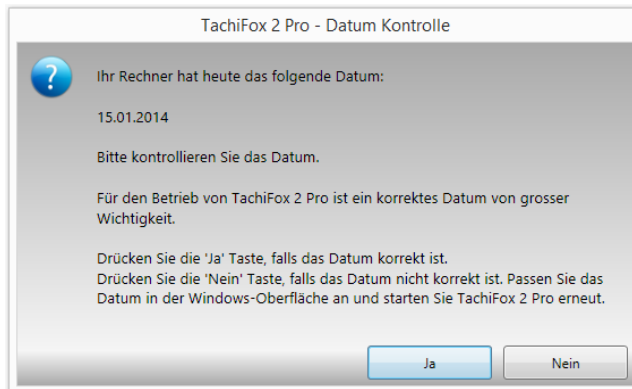 TachiFox 2 Pro - Datum Kontrolle
Ihr Rechner hat heute das folgende Datum:
15.01.2014
Bitte kontrollieren Sie das Datum.
Für den Betrieb von TachiFox 2 Pro ist ein korrektes Datum von grosser
Wichtigkeit.
Drücken Sie die 'Ja' Taste, falls das Datum korrekt ist.
Drücken Sie die 'Nein' Taste, falls das Datum nicht korrekt ist. Passen Sie das
Datum in der Windows-Oberfläche an und starten Sie TachiFox 2 Pro erneut.
Ja
Nein